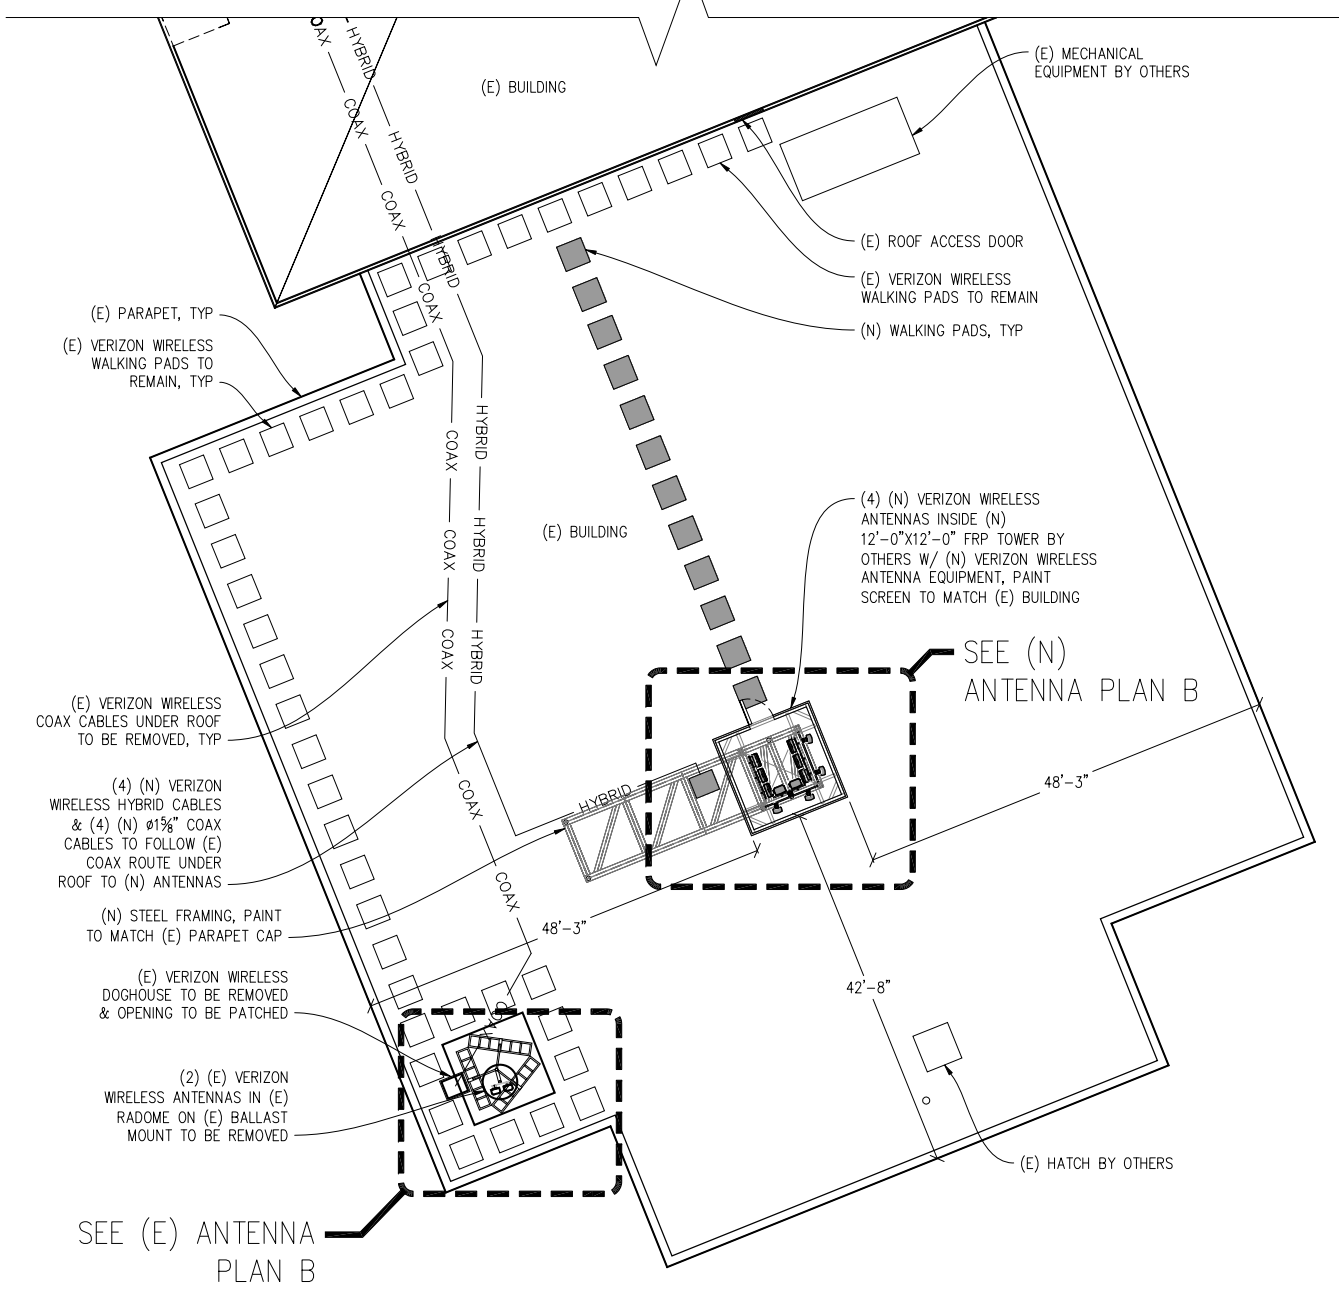 COAX
HYBRID
(E) BUILDING
(E) MECHANICAL
EQUIPMENT BY OTHERS
COAX
HYBRID
COAX
HYBRID
COAX
(E) ROOF ACCESS DOOR
(E) VERIZON WIRELESS
WALKING PADS TO REMAIN
(N) WALKING PADS, TYP
(E) PARAPET, TYP
(E) VERIZON WIRELESS
WALKING PADS TO
REMAIN, TYP
HYBRID
COAX
HYBRID
COAX
HYBRID
COAX
(E) BUILDING
(4) (N) VERIZON WIRELESS
ANTENNAS INSIDE (N)
12'-0"X12'-0" FRP TOWER BY
OTHERS W/ (N) VERIZON WIRELESS
ANTENNA EQUIPMENT, PAINT
SCREEN TO MATCH (E) BUILDING
SEE (N)
ANTENNA PLAN B
(E) VERIZON WIRELESS
COAX CABLES UNDER ROOF
TO BE REMOVED, TYP
(4) (N) VERIZON
WIRELESS HYBRID CABLES
& (4) (N) ø1⅝" COAX
CABLES TO FOLLOW (E)
COAX ROUTE UNDER
ROOF TO (N) ANTENNAS
COAX
HYBRID
48'-3"
COAX
(N) STEEL FRAMING, PAINT
TO MATCH (E) PARAPET CAP
48'-3"
42'-8"
(E) VERIZON WIRELESS
DOGHOUSE TO BE REMOVED
& OPENING TO BE PATCHED
COAX
(2) (E) VERIZON
WIRELESS ANTENNAS IN (E)
RADOME ON (E) BALLAST
MOUNT TO BE REMOVED
(E) HATCH BY OTHERS
SEE (E) ANTENNA
PLAN B